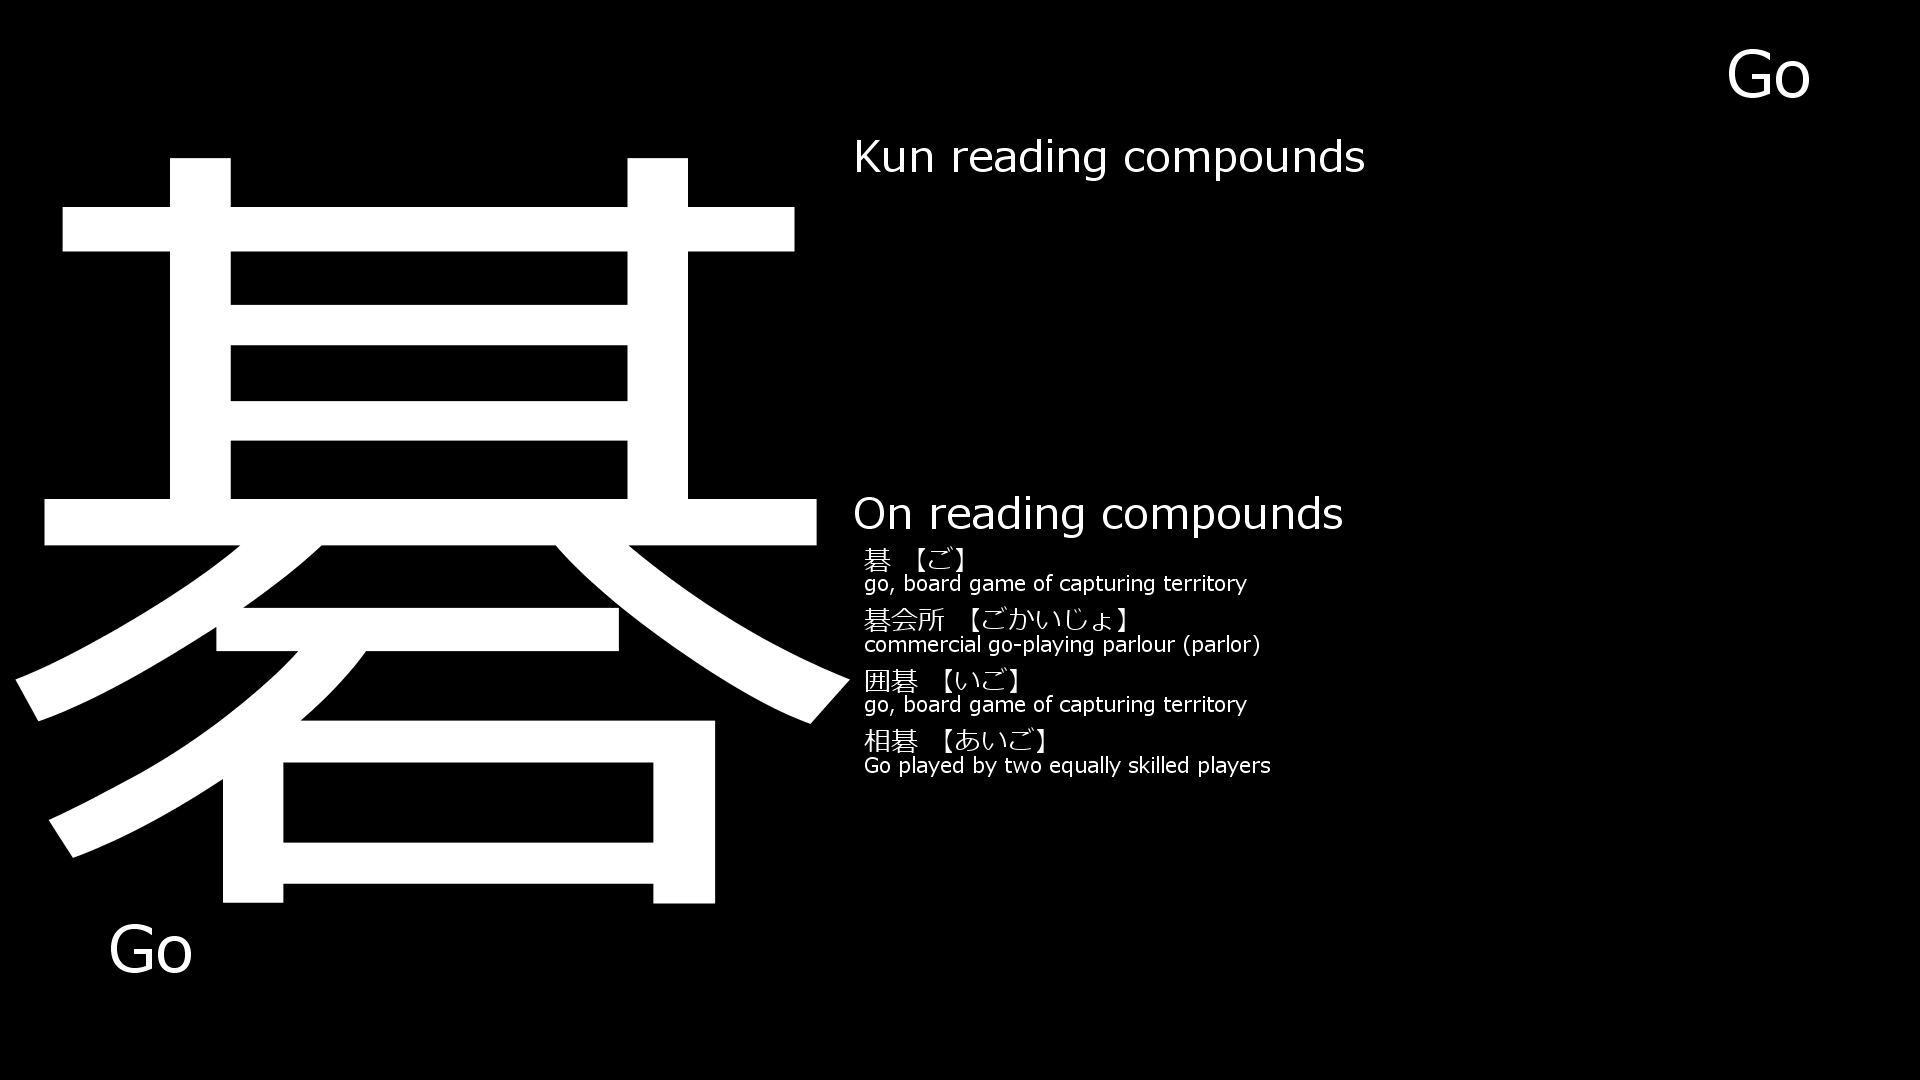 Go
碁
Kun reading compounds
On reading compounds
碁 【ご】
go, board game of capturing territory
碁会所 【ごかいじょ】
commercial go-playing parlour (parlor)
囲碁 【いご】
go, board game of capturing territory
相碁 【あいご】
Go played by two equally skilled players
Go